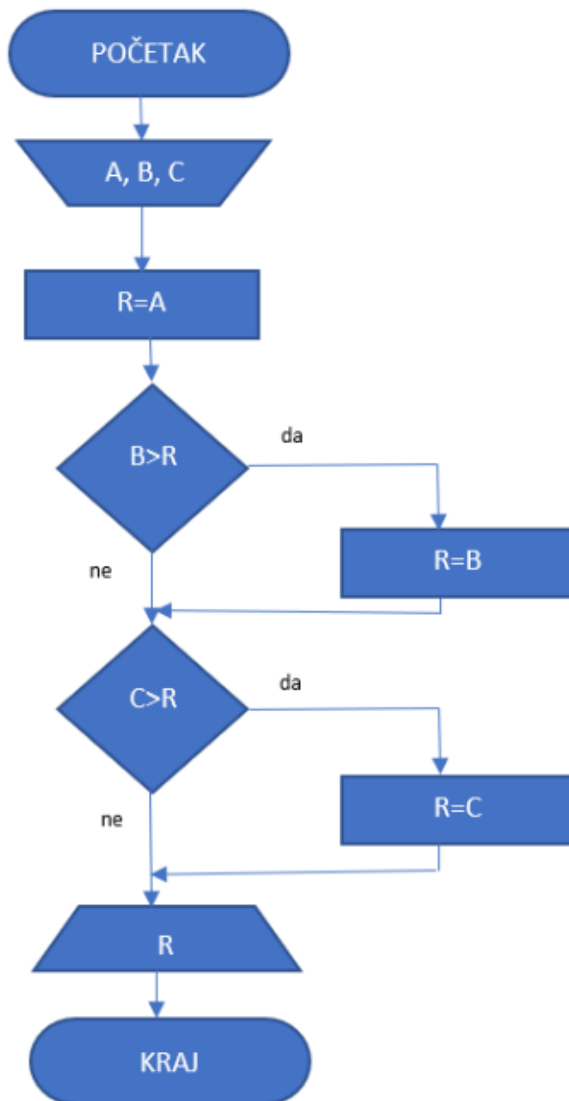 POČETAK
A, B, C
R=A
B>R
da
R=B
ne
C>R
da
R=C
ne
R
KRAJ